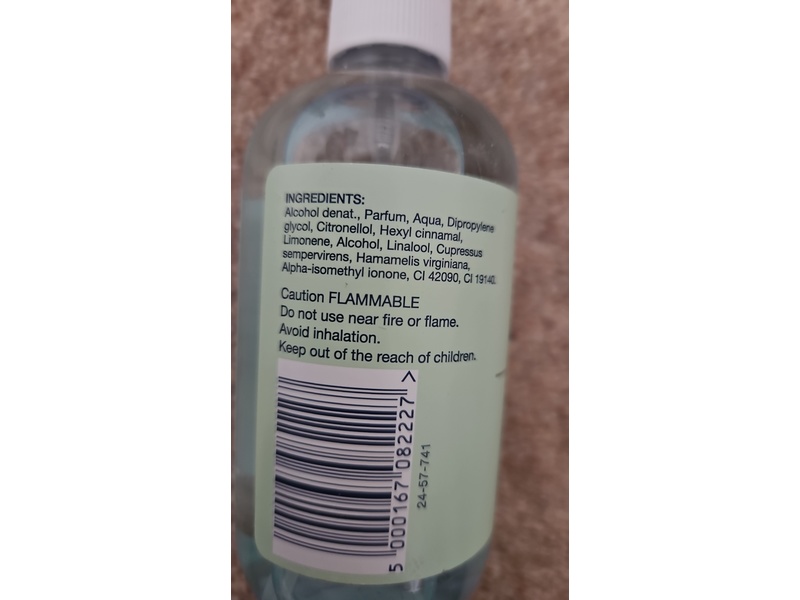 INGREDIENTS:
Alcohol denat., Parfum, Aqua, Dipropylene
glycol, Citronellol, Hexyl cinnamal,
Limonene, Alcohol, Linalool, Cupressus
sempervirens, Hamamelis virginiana,
Alpha-isomethyl ionone, CI 42090, CI 19140.
Caution FLAMMABLE
Do not use near fire or flame.
Avoid inhalation.
Keep out of the reach of children.
5 000167 082227 >
24-57-741